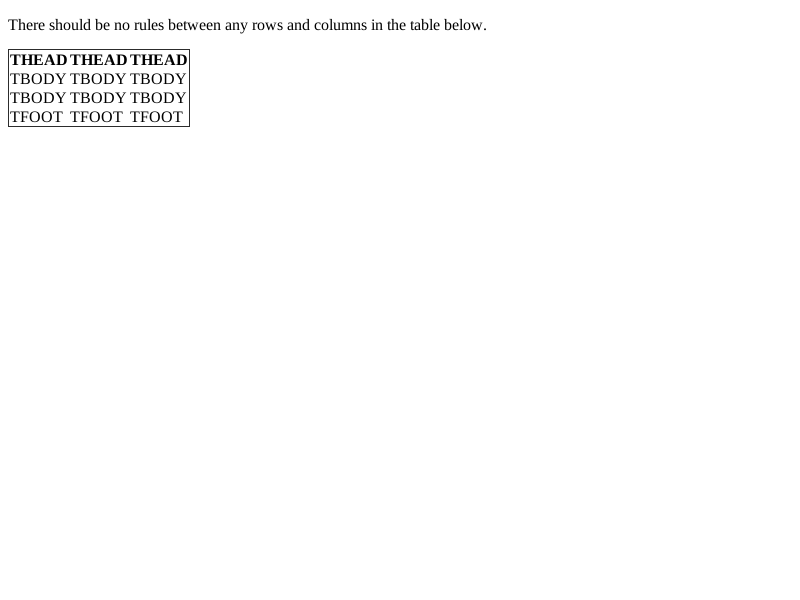 There should be no rules between any rows and columns in the table below.
THEAD THEAD THEAD
TBODY TBODY TBODY
TBODY TBODY TBODY
TFOOT TFOOT TFOOT